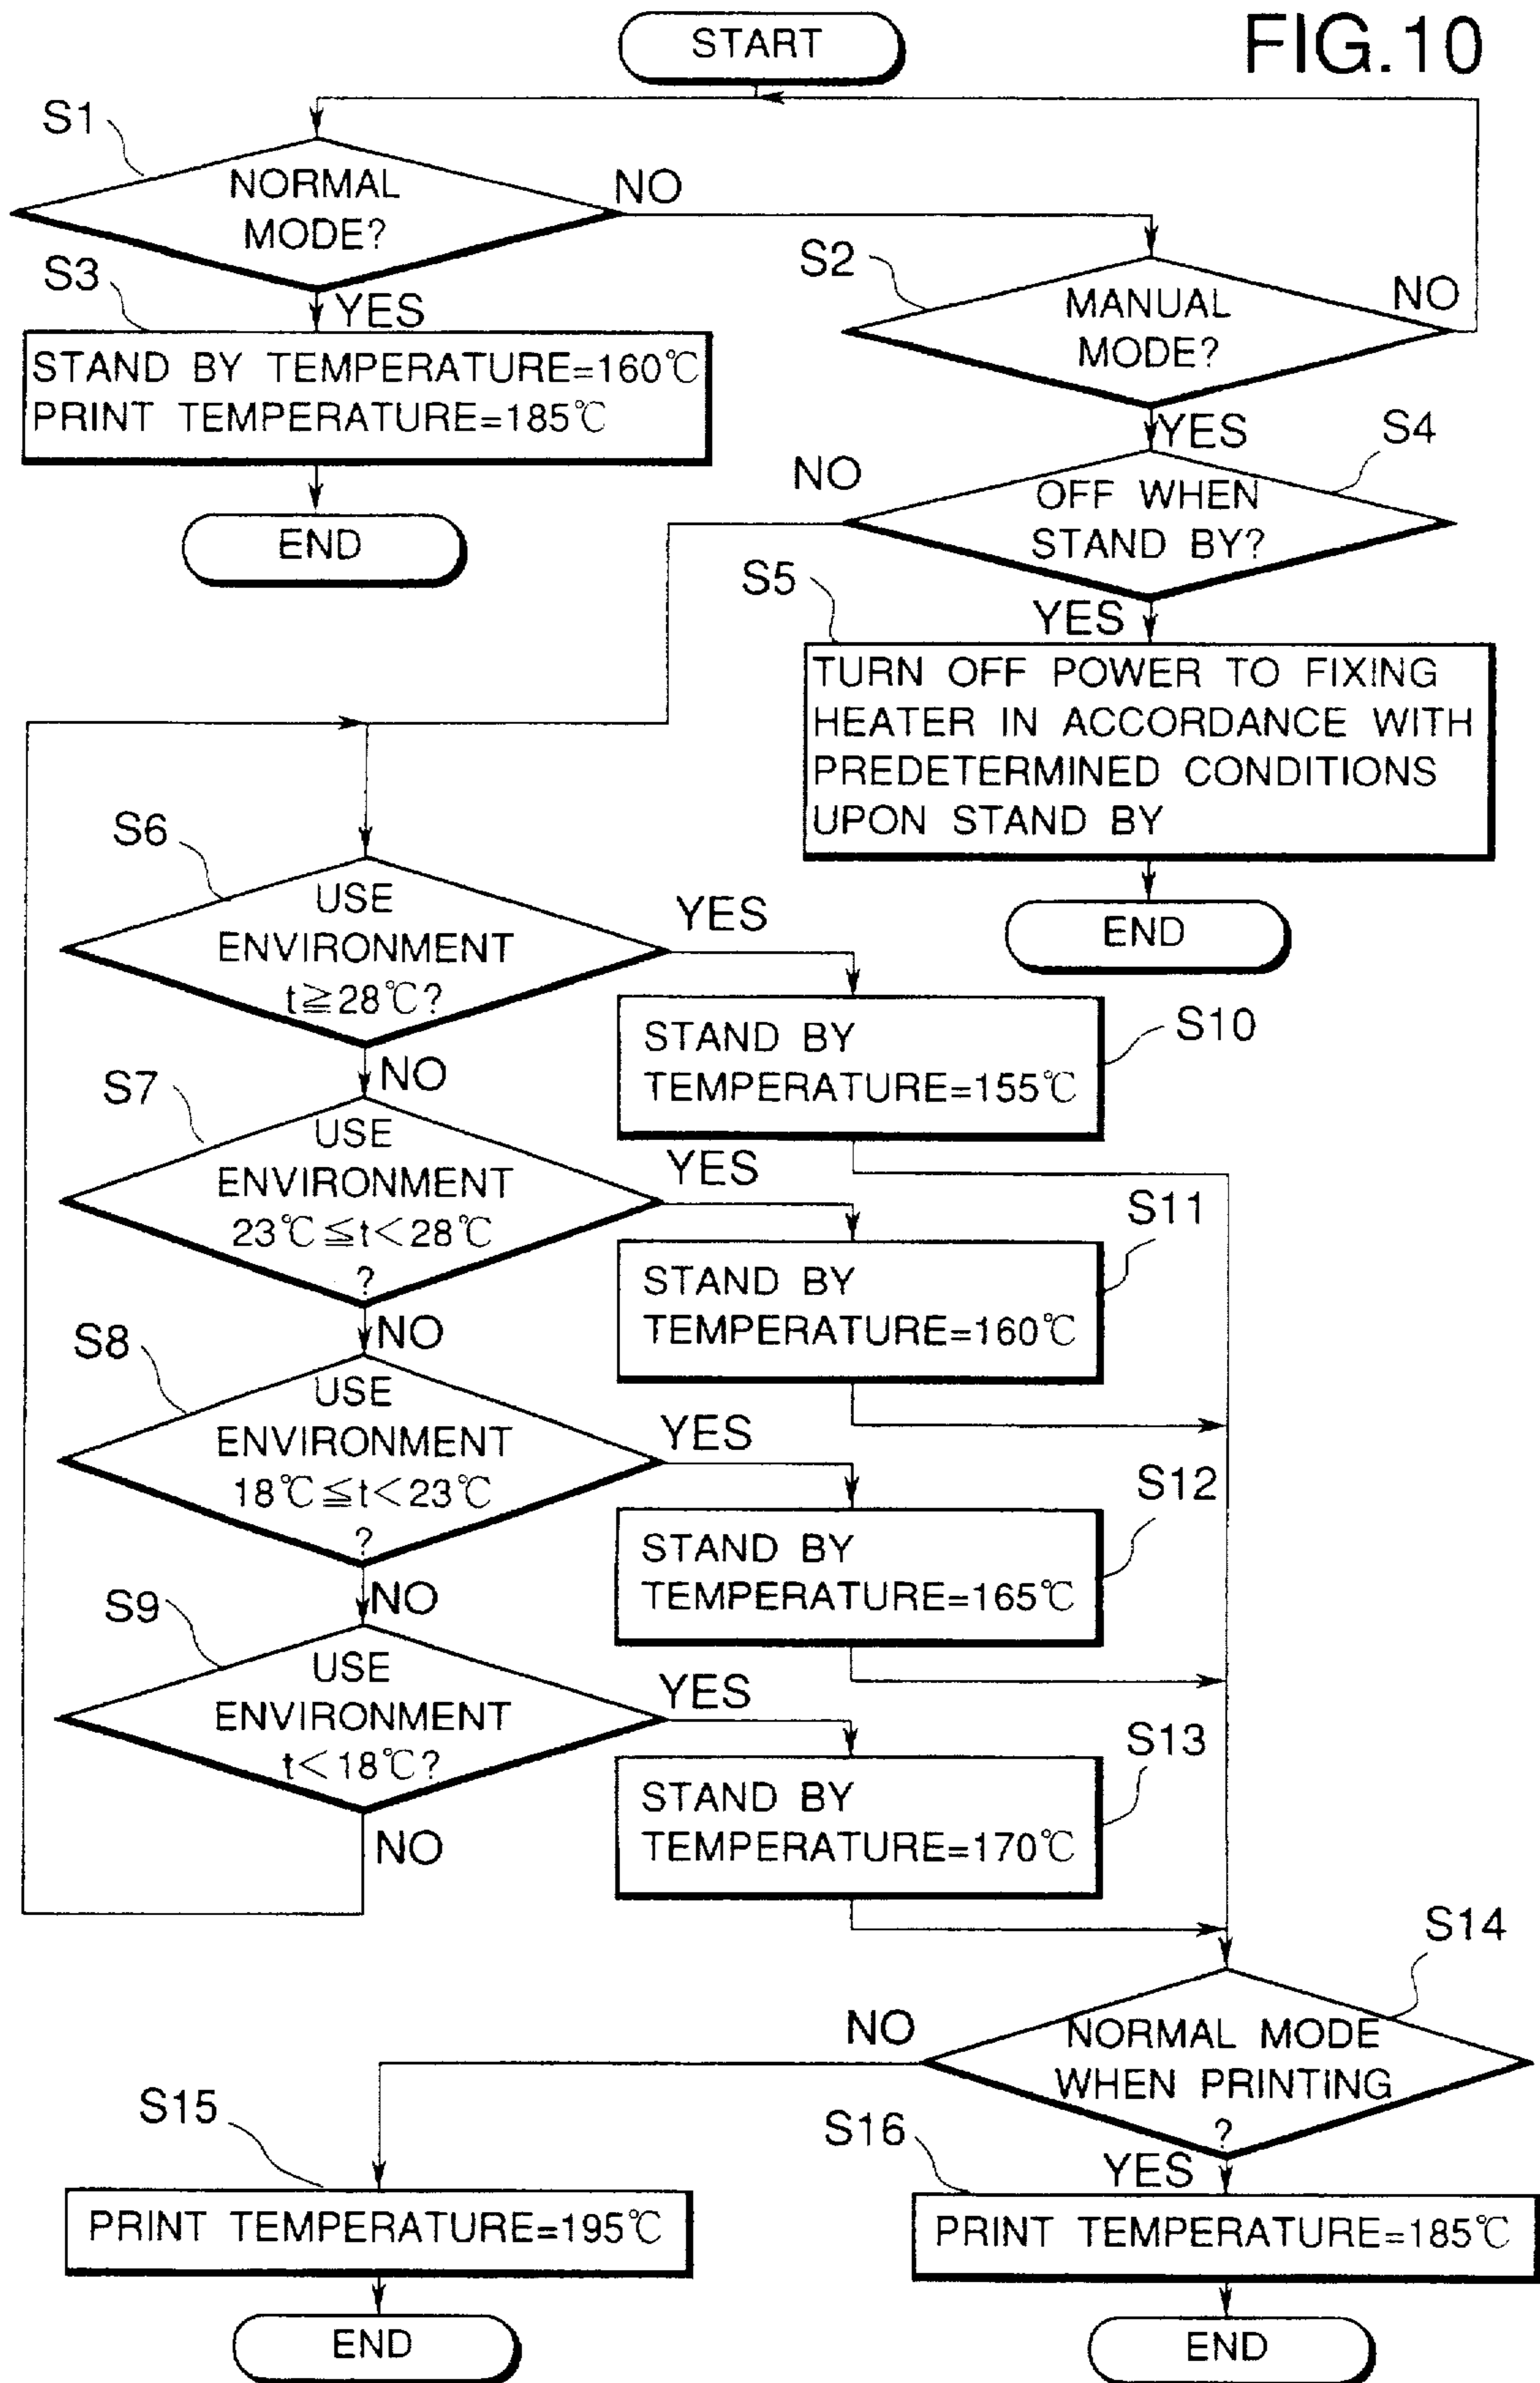 START
FIG.10
S1
NORMAL
MODE?
NO
S2
MANUAL
MODE?
NO
S3
YES
STAND BY TEMPERATURE=160℃
PRINT TEMPERATURE=185℃
END
YES
S4
NO
OFF WHEN
STAND BY?
S5
YES
TURN OFF POWER TO FIXING
HEATER IN ACCORDANCE WITH
PREDETERMINED CONDITIONS
UPON STAND BY
END
S6
USE
ENVIRONMENT
t≧28℃?
YES
S10
STAND BY
TEMPERATURE=155℃
NO
S7
USE
ENVIRONMENT
23℃≦t<28℃
?
YES
S11
STAND BY
TEMPERATURE=160℃
NO
S8
USE
ENVIRONMENT
18℃≦t<23℃
?
YES
S12
STAND BY
TEMPERATURE=165℃
NO
S9
USE
ENVIRONMENT
t<18℃?
YES
S13
STAND BY
TEMPERATURE=170℃
NO
S14
NORMAL MODE
WHEN PRINTING
?
NO
S15
PRINT TEMPERATURE=195℃
END
S16
YES
PRINT TEMPERATURE=185℃
END